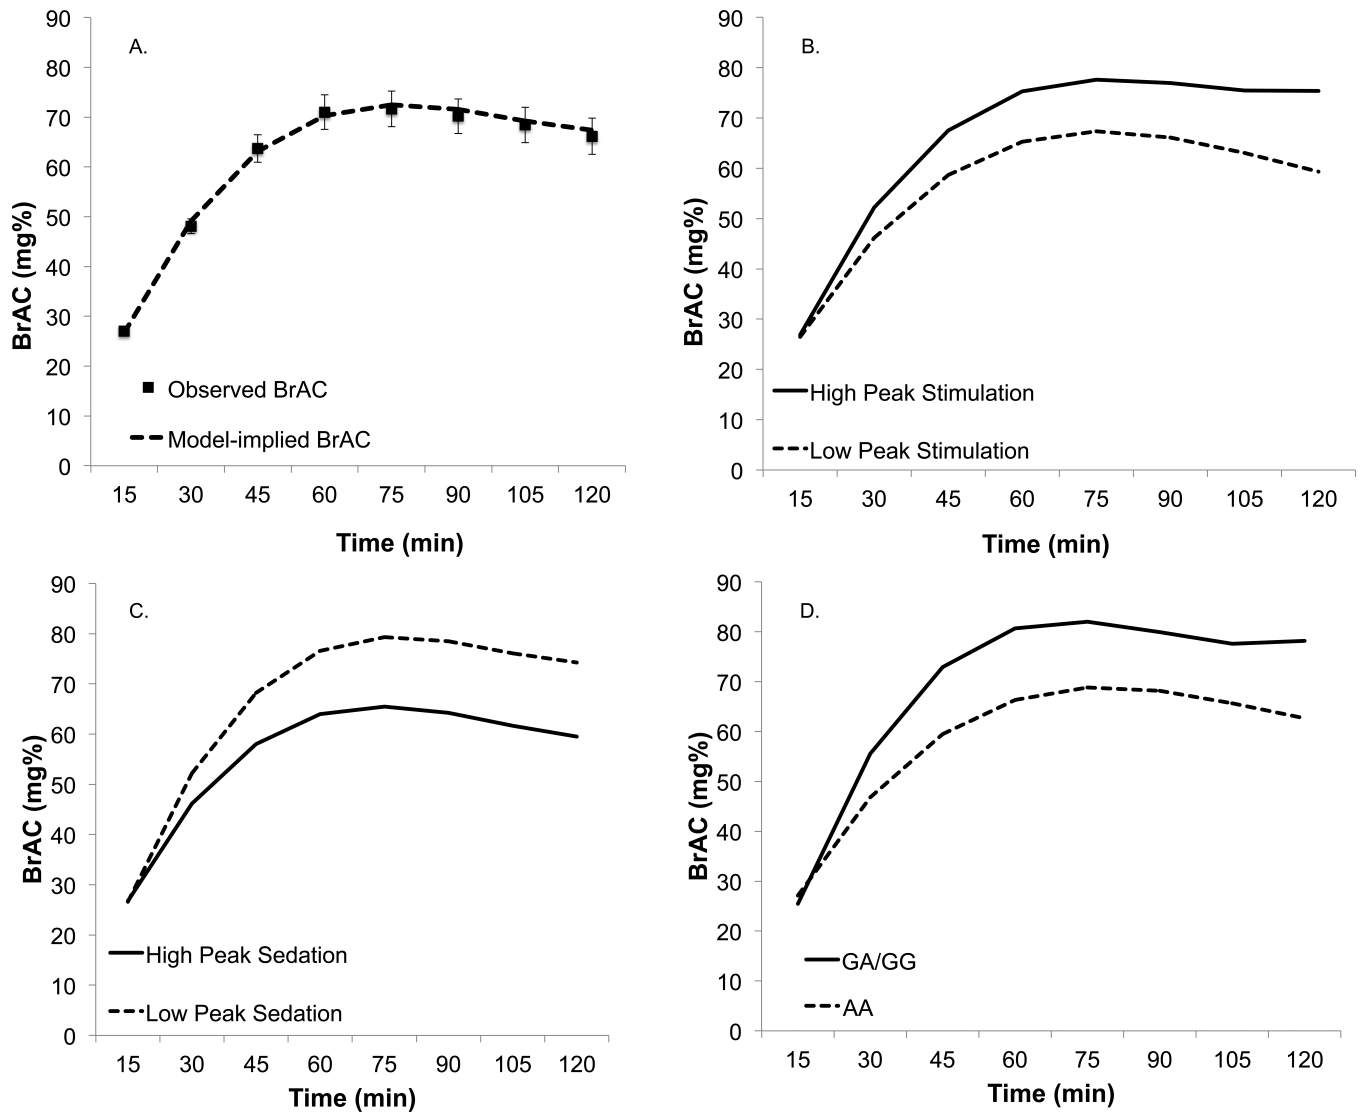 90
80
70
60
50
40
30
20
10
0
BrAC (mg%)
A.
Observed BrAC
Model-implied BrAC
15 30 45 60 75 90 105 120
Time (min)
90
80
70
60
50
40
30
20
10
0
BrAC (mg%)
B.
High Peak Stimulation
Low Peak Stimulation
15 30 45 60 75 90 105 120
Time (min)
90
80
70
60
50
40
30
20
10
0
BrAC (mg%)
C.
High Peak Sedation
Low Peak Sedation
15 30 45 60 75 90 105 120
Time (min)
90
80
70
60
50
40
30
20
10
0
BrAC (mg%)
D.
GA/GG
AA
15 30 45 60 75 90 105 120
Time (min)